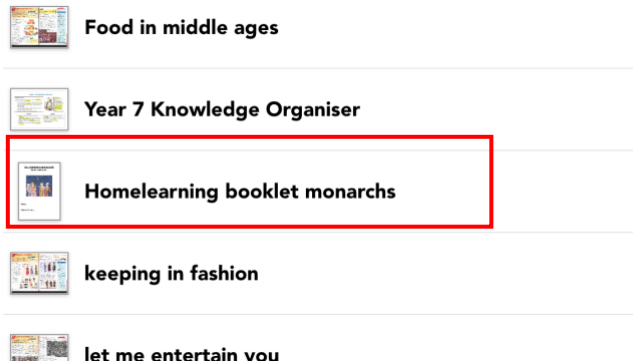 Food in middle ages
Year 7 Knowledge Organiser
Homelearning booklet monarchs
keeping in fashion
let me entertain you